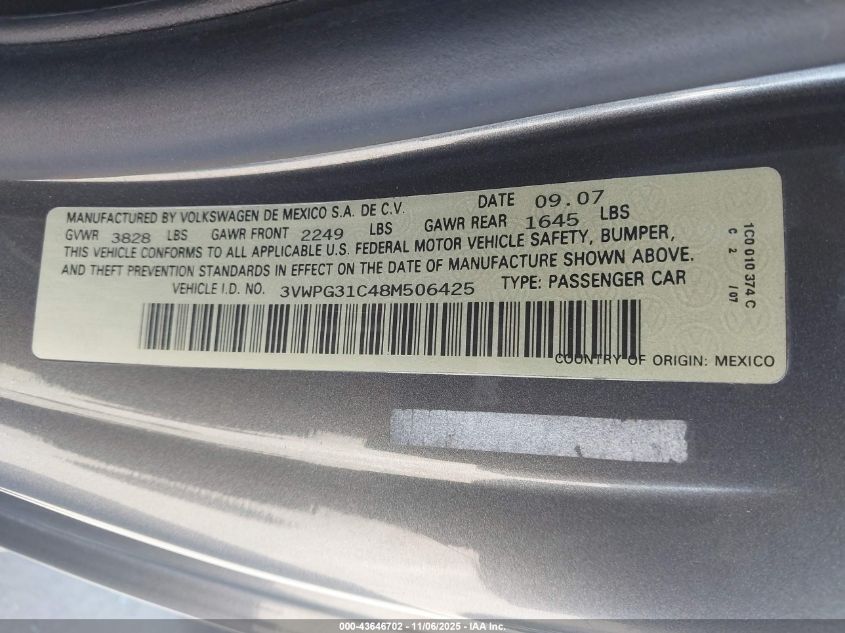 MANUFACTURED BY VOLKSWAGEN DE MEXICO S.A. DE C.V. DATE 09.07
GVWR 3828 LBS GAWR FRONT 2249 LBS GAWR REAR 1645 LBS
THIS VEHICLE CONFORMS TO ALL APPLICABLE U.S. FEDERAL MOTOR VEHICLE SAFETY, BUMPER,
AND THEFT PREVENTION STANDARDS IN EFFECT ON THE DATE OF MANUFACTURE SHOWN ABOVE.
VEHICLE I.D. NO. 3VWPG31C48M506425 TYPE: PASSENGER CAR
COUNTRY OF ORIGIN: MEXICO
1C0 010 374 C
C 2 / 07
000-43646702 - 11/06/2025 - IAA Inc.